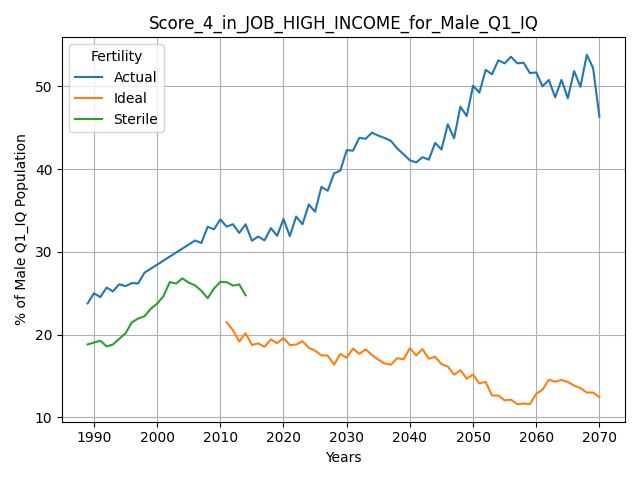 Score_4_in_JOB_HIGH_INCOME_for_Male_Q1_IQ
Fertility
Actual
Ideal
Sterile
% of Male Q1_IQ Population
50
40
30
20
10
1990 2000 2010 2020 2030 2040 2050 2060 2070
Years